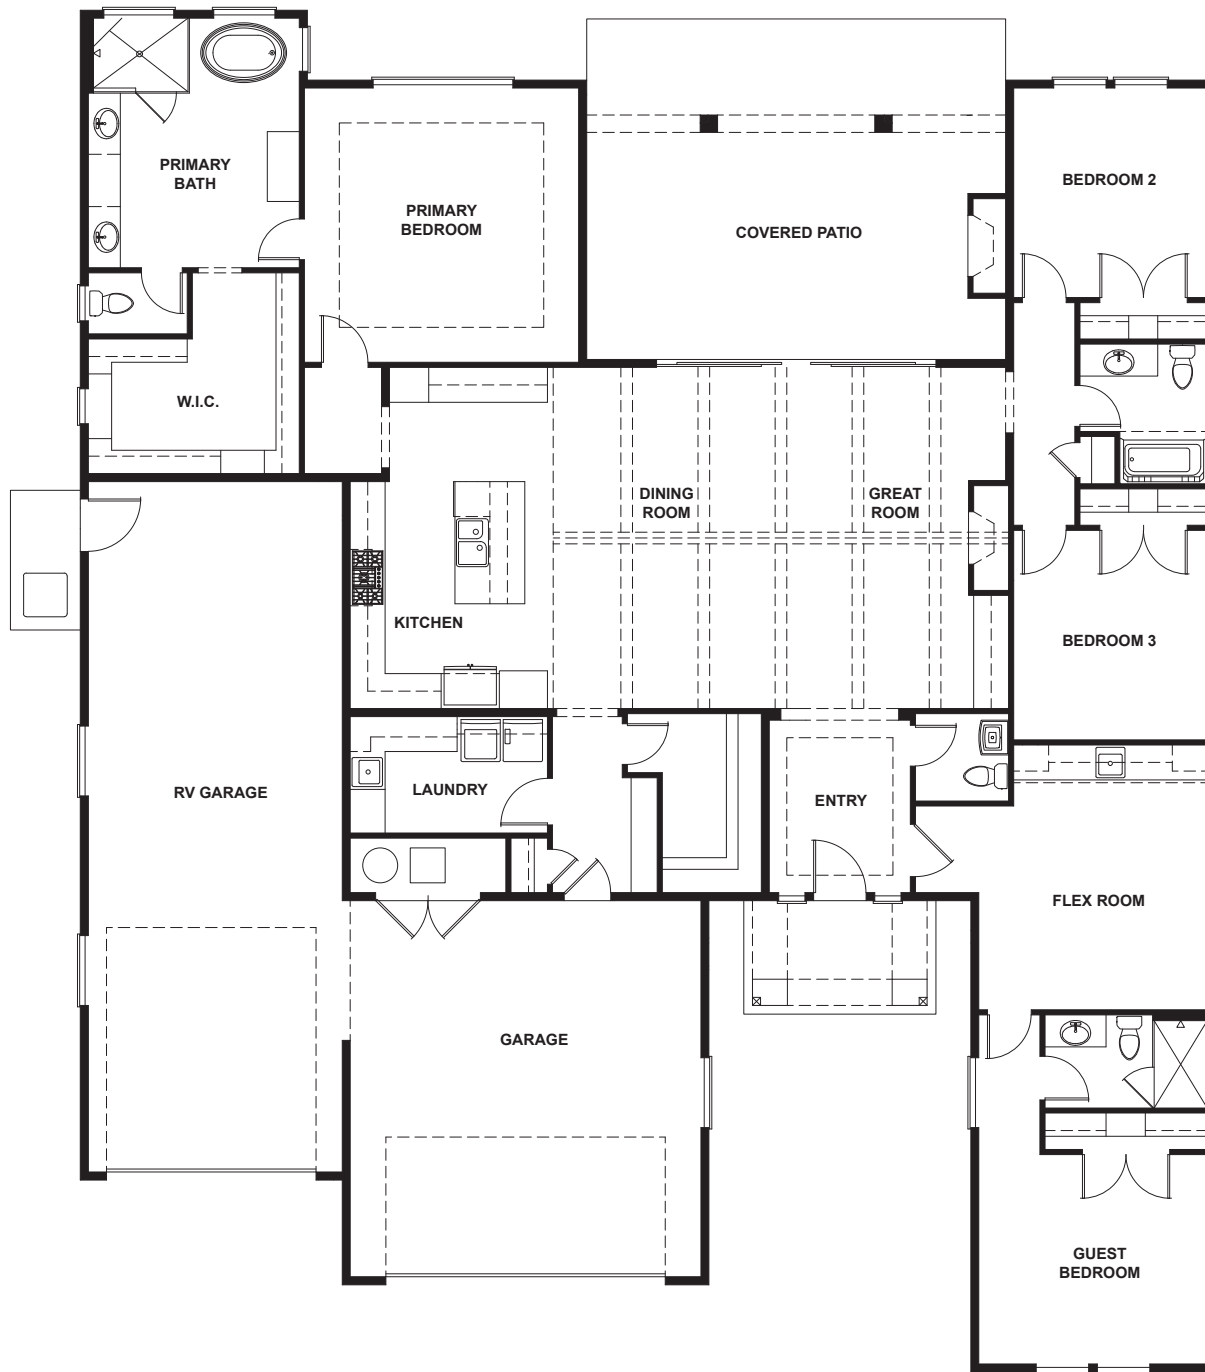 PRIMARY
BATH
PRIMARY
BEDROOM
COVERED PATIO
BEDROOM 2
W.I.C.
DINING
ROOM
GREAT
ROOM
KITCHEN
BEDROOM 3
RV GARAGE
LAUNDRY
ENTRY
FLEX ROOM
GARAGE
GUEST
BEDROOM